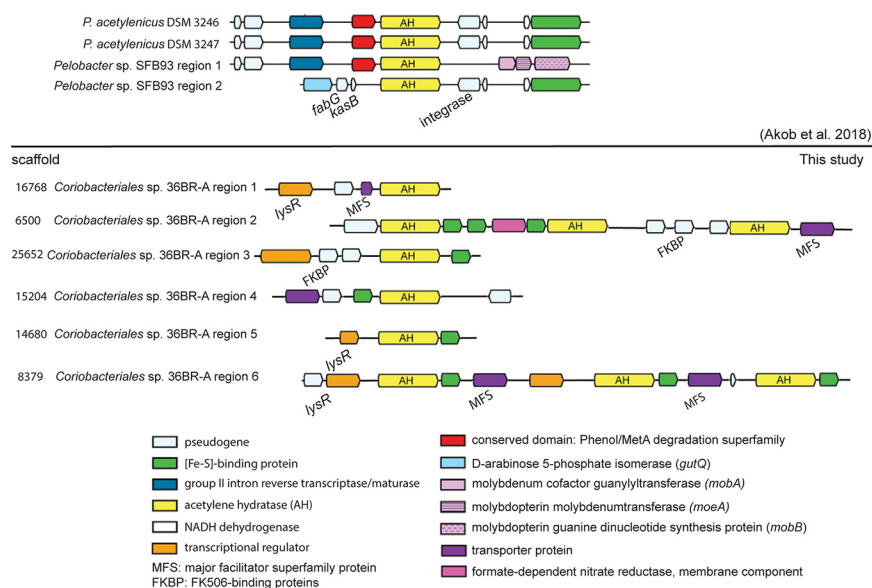 P. acetylenicus DSM 3246 AH
P. acetylenicus DSM 3247 AH
Pelobacter sp. SFB93 region 1 AH
Pelobacter sp. SFB93 region 2 AH
fabG kasB integrase
(Akob et al. 2018)
scaffold This study
16768 Coriobacteriales sp. 36BR-A region 1 AH
lysR MFS
6500 Coriobacteriales sp. 36BR-A region 2 AH AH AH
FKBP MFS
25652 Coriobacteriales sp. 36BR-A region 3 AH
FKBP
15204 Coriobacteriales sp. 36BR-A region 4 AH
14680 Coriobacteriales sp. 36BR-A region 5 AH
lysR
8379 Coriobacteriales sp. 36BR-A region 6 AH AH AH
lysR MFS MFS
pseudogene
[Fe-S]-binding protein
group II intron reverse transcriptase/maturase
acetylene hydratase (AH)
NADH dehydrogenase
transcriptional regulator
MFS: major facilitator superfamily protein
FKBP: FK506-binding proteins
conserved domain: Phenol/MetA degradation superfamily
D-arabinose 5-phosphate isomerase (gutQ)
molybdenum cofactor guanylyltransferase (mobA)
molybdopterin molybdenumtransferase (moeA)
molybdopterin guanine dinucleotide synthesis protein (mobB)
transporter protein
formate-dependent nitrate reductase, membrane component